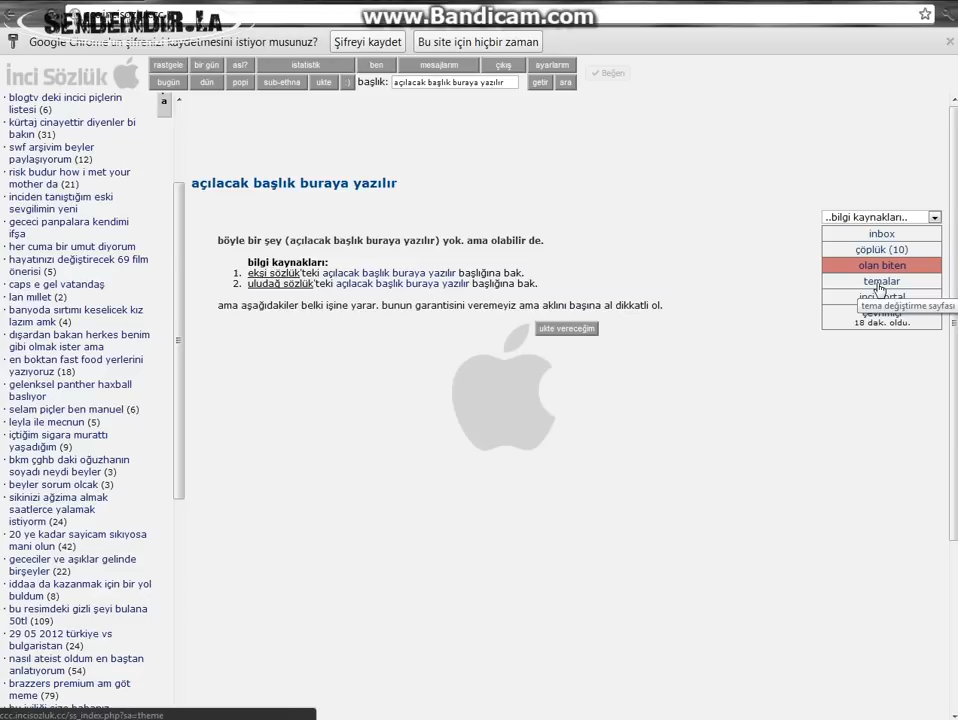 SENDEINDIR.LA
www.Bandicam.com
Google Chrome'un şifrenizi kaydetmesini istiyor musunuz?
Şifreyi kaydet
Bu site için hiçbir zaman
inci Sözlük
rastgele
bir gün
asl?
istatistik
ben
mesajlarım
çıkış
ayarlarım
Beğen
bugün
dün
popi
sub-ethna
ukte
:)
başlık:
açılacak başlık buraya yazılır
getir
ara
blogtv deki incici piçlerin
listesi (6)
kürtaj cinayettir diyenler bi
bakın (31)
swf arşivim beyler
paylaşıyorum (12)
risk budur how i met your
mother da (21)
inciden tanıştığım eski
sevgilimin yeni
gececi panpalara kendimi
ifşa
her cuma bir umut diyorum
hayatınızı değiştirecek 69 film
önerisi (5)
caps e gel vatandaş
lan millet (2)
banyoda sırtımı keselicek kız
lazım amk (4)
dışardan bakan herkes benim
gibi olmak ister ama
en boktan fast food yerlerini
yazıyoruz (18)
gelenksel panther haxball
baslıyor
selam piçler ben manuel (6)
leyla ile mecnun (5)
içtiğim sigara murattı
yaşadığım (9)
bkm çghb daki oğuzhanın
soyadı neydi beyler (3)
beyler sorum olcak (3)
sikinizi ağzima almak
saatlerce yalamak
istiyorm (24)
20 ye kadar sayicam sıkıyosa
mani olun (42)
gececiler ve aşıklar gelinde
birşeyler (22)
iddaa da kazanmak için bir yol
buldum (8)
bu resimdeki gizli şeyi bulana
50tl (109)
29 05 2012 türkiye vs
bulgaristan (24)
nasıl ateist oldum en baştan
anlatıyorum (54)
brazzers premium am göt
meme (79)
a
açılacak başlık buraya yazılır
böyle bir şey (açılacak başlık buraya yazılır) yok. ama olabilir de.
bilgi kaynakları:
1. ekşi sözlük'teki açılacak başlık buraya yazılır başlığına bak.
2. uludağ sözlük'teki açılacak başlık buraya yazılır başlığına bak.
ama aşağıdakiler belki işine yarar. bunun garantisini veremeyiz ama aklını başına al dikkatli ol.
ukte vereceğim
..bilgi kaynakları..
inbox
çöplük (10)
olan biten
temalar
tema değiştirme sayfası
18 dak. oldu.
ccc.incisozluk.cc/ss_index.php?sa=theme